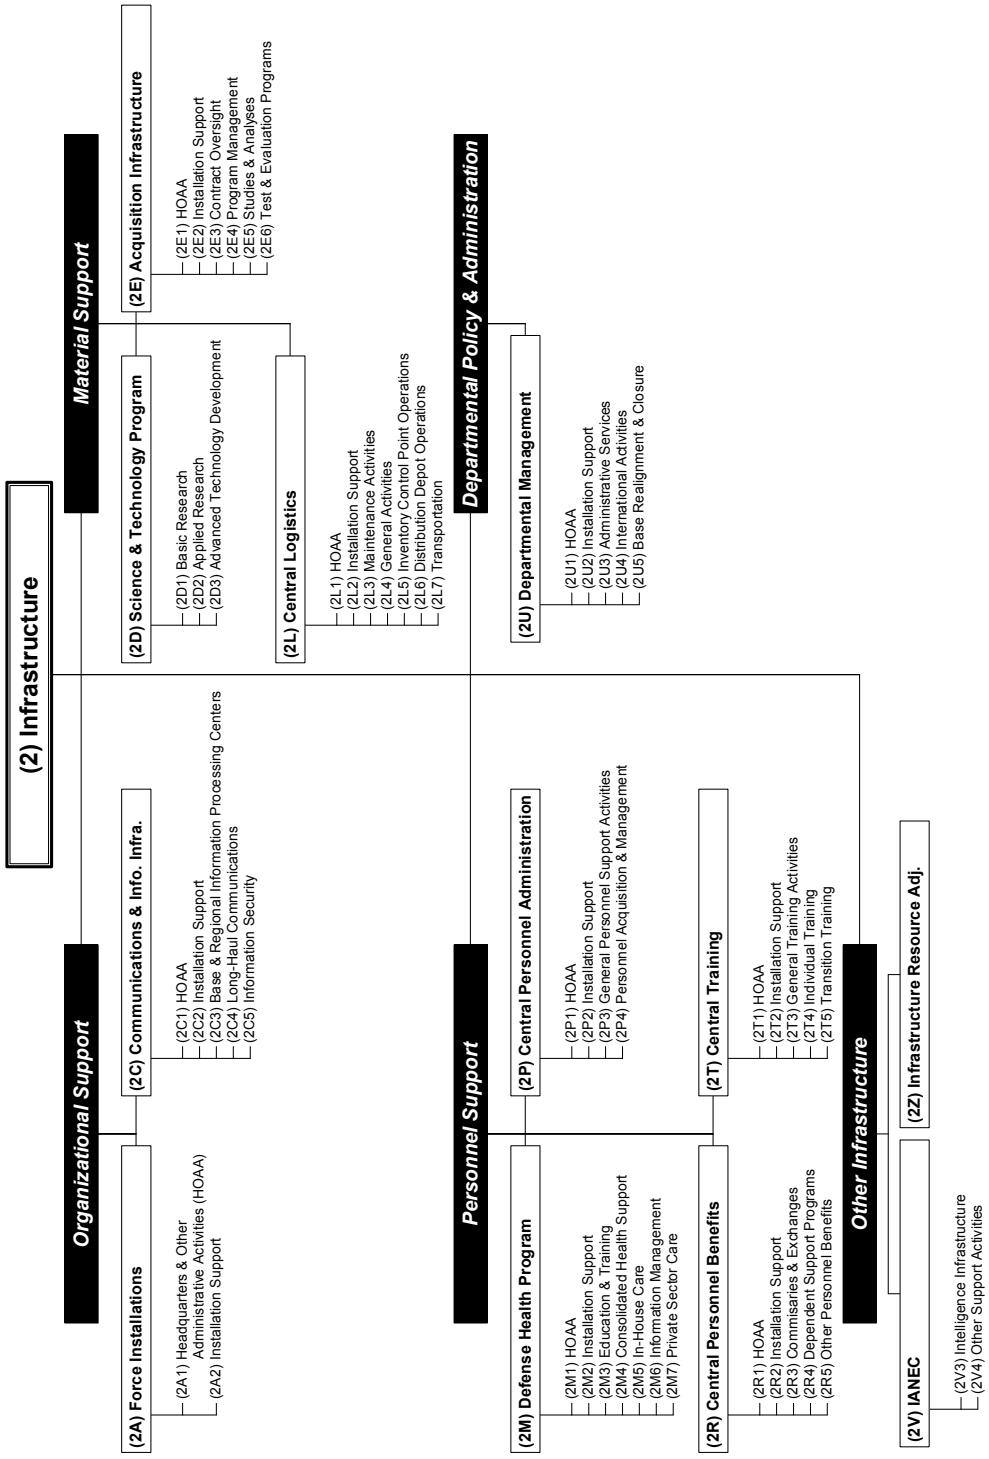 (2) Infrastructure
Organizational Support
(2A) Force Installations
(2A1) Headquarters & Other
Administrative Activities (HOAA)
(2A2) Installation Support
(2C) Communications & Info. Infra.
(2C1) HOAA
(2C2) Installation Support
(2C3) Base & Regional Information Processing Centers
(2C4) Long-Haul Communications
(2C5) Information Security
Material Support
(2D) Science & Technology Program
(2D1) Basic Research
(2D2) Applied Research
(2D3) Advanced Technology Development
(2E) Acquisition Infrastructure
(2E1) HOAA
(2E2) Installation Support
(2E3) Contract Oversight
(2E4) Program Management
(2E5) Studies & Analyses
(2E6) Test & Evaluation Programs
(2L) Central Logistics
(2L1) HOAA
(2L2) Installation Support
(2L3) Maintenance Activities
(2L4) General Activities
(2L5) Inventory Control Point Operations
(2L6) Distribution Depot Operations
(2L7) Transportation
Personnel Support
(2M) Defense Health Program
(2M1) HOAA
(2M2) Installation Support
(2M3) Education & Training
(2M4) Consolidated Health Support
(2M5) In-House Care
(2M6) Information Management
(2M7) Private Sector Care
(2P) Central Personnel Administration
(2P1) HOAA
(2P2) Installation Support
(2P3) General Personnel Support Activities
(2P4) Personnel Acquisition & Management
(2R) Central Personnel Benefits
(2R1) HOAA
(2R2) Installation Support
(2R3) Commisaries & Exchanges
(2R4) Dependent Support Programs
(2R5) Other Personnel Benefits
(2T) Central Training
(2T1) HOAA
(2T2) Installation Support
(2T3) General Training Activities
(2T4) Individual Training
(2T5) Transition Training
Departmental Policy & Administration
(2U) Departmental Management
(2U1) HOAA
(2U2) Installation Support
(2U3) Administrative Services
(2U4) International Activities
(2U5) Base Realignment & Closure
Other Infrastructure
(2V) IANEC
(2V3) Intelligence Infrastructure
(2V4) Other Support Activities
(2Z) Infrastructure Resource Adj.